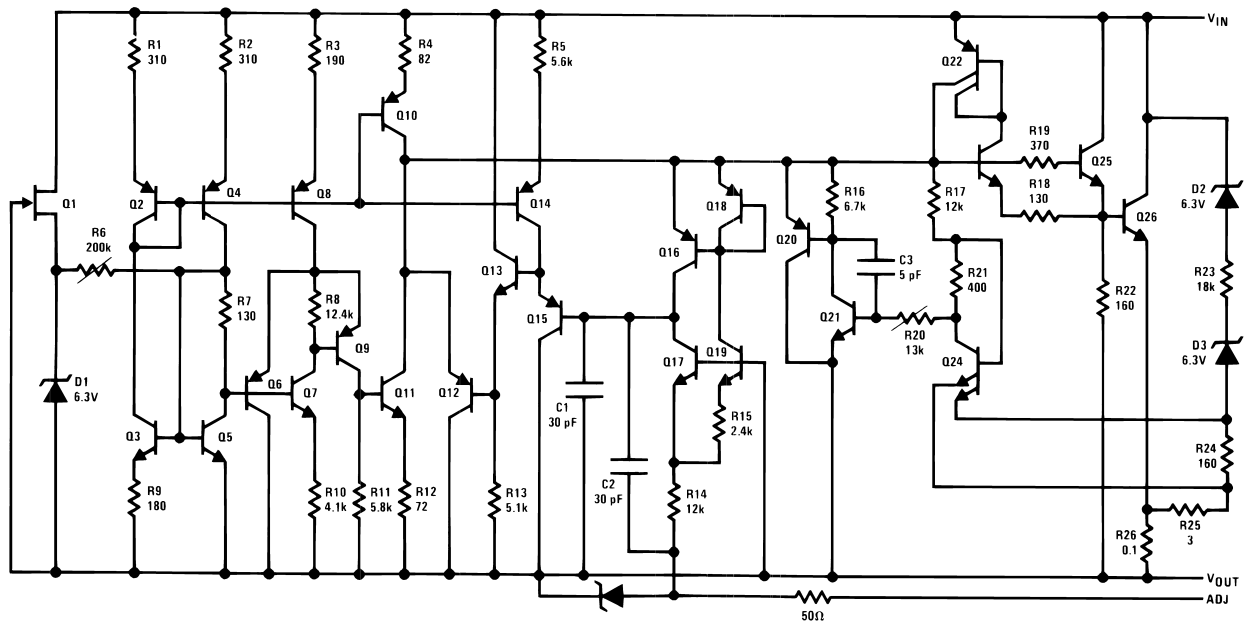 V_IN
R1
310
R2
310
R3
190
R4
82
R5
5.6k
Q22
Q10
R19
370
Q25
Q1
Q2
Q4
Q8
Q14
Q18
R16
6.7k
R17
12k
R18
130
Q26
D2
6.3V
R6
200k
Q13
Q16
Q20
C3
5 pF
R21
400
R7
130
R8
12.4k
Q15
Q21
R20
13k
R22
160
R23
18k
Q9
Q17
Q19
Q24
D3
6.3V
D1
6.3V
Q6
Q7
Q11
Q12
C1
30 pF
R15
2.4k
Q3
Q5
R24
160
C2
30 pF
R9
180
R10
4.1k
R11
5.8k
R12
72
R13
5.1k
R14
12k
R26
0.1
R25
3
V_OUT
ADJ
50Ω